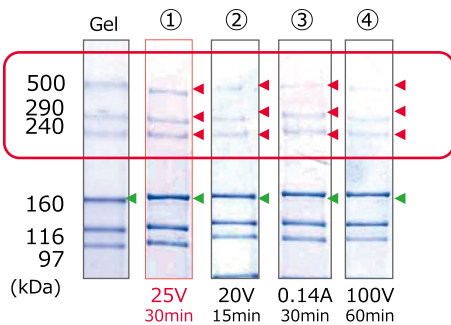 Gel ① ② ③ ④
500
290
240
160
116
97
(kDa)
25V 20V 0.14A 100V
30min 15min 30min 60min